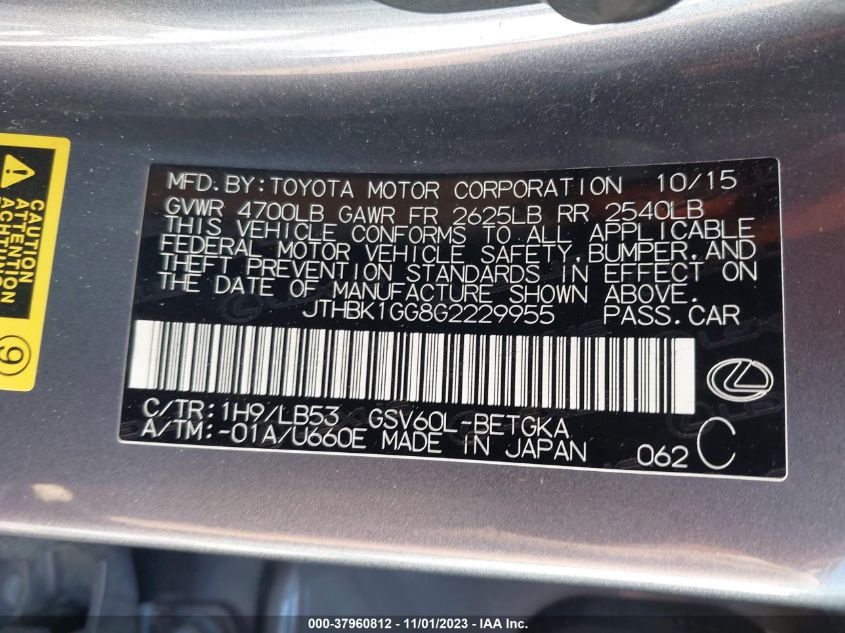 MFD.BY:TOYOTA MOTOR CORPORATION 10/15
GVWR 4700LB GAWR FR 2625LB RR 2540LB
THIS VEHICLE CONFORMS TO ALL APPLICABLE
FEDERAL MOTOR VEHICLE SAFETY,BUMPER,AND
THEFT PREVENTION STANDARDS IN EFFECT ON
THE DATE OF MANUFACTURE SHOWN ABOVE.
JTHBK1GG8G2229955 PASS.CAR
C/TR:1H9/LB53 GSV60L-BETGKA
A/TM:-01A/U660E MADE IN JAPAN 062 C
CAUTION
ATTENTION
ACHTUNG
9
000-37960812 - 11/01/2023 - IAA Inc.